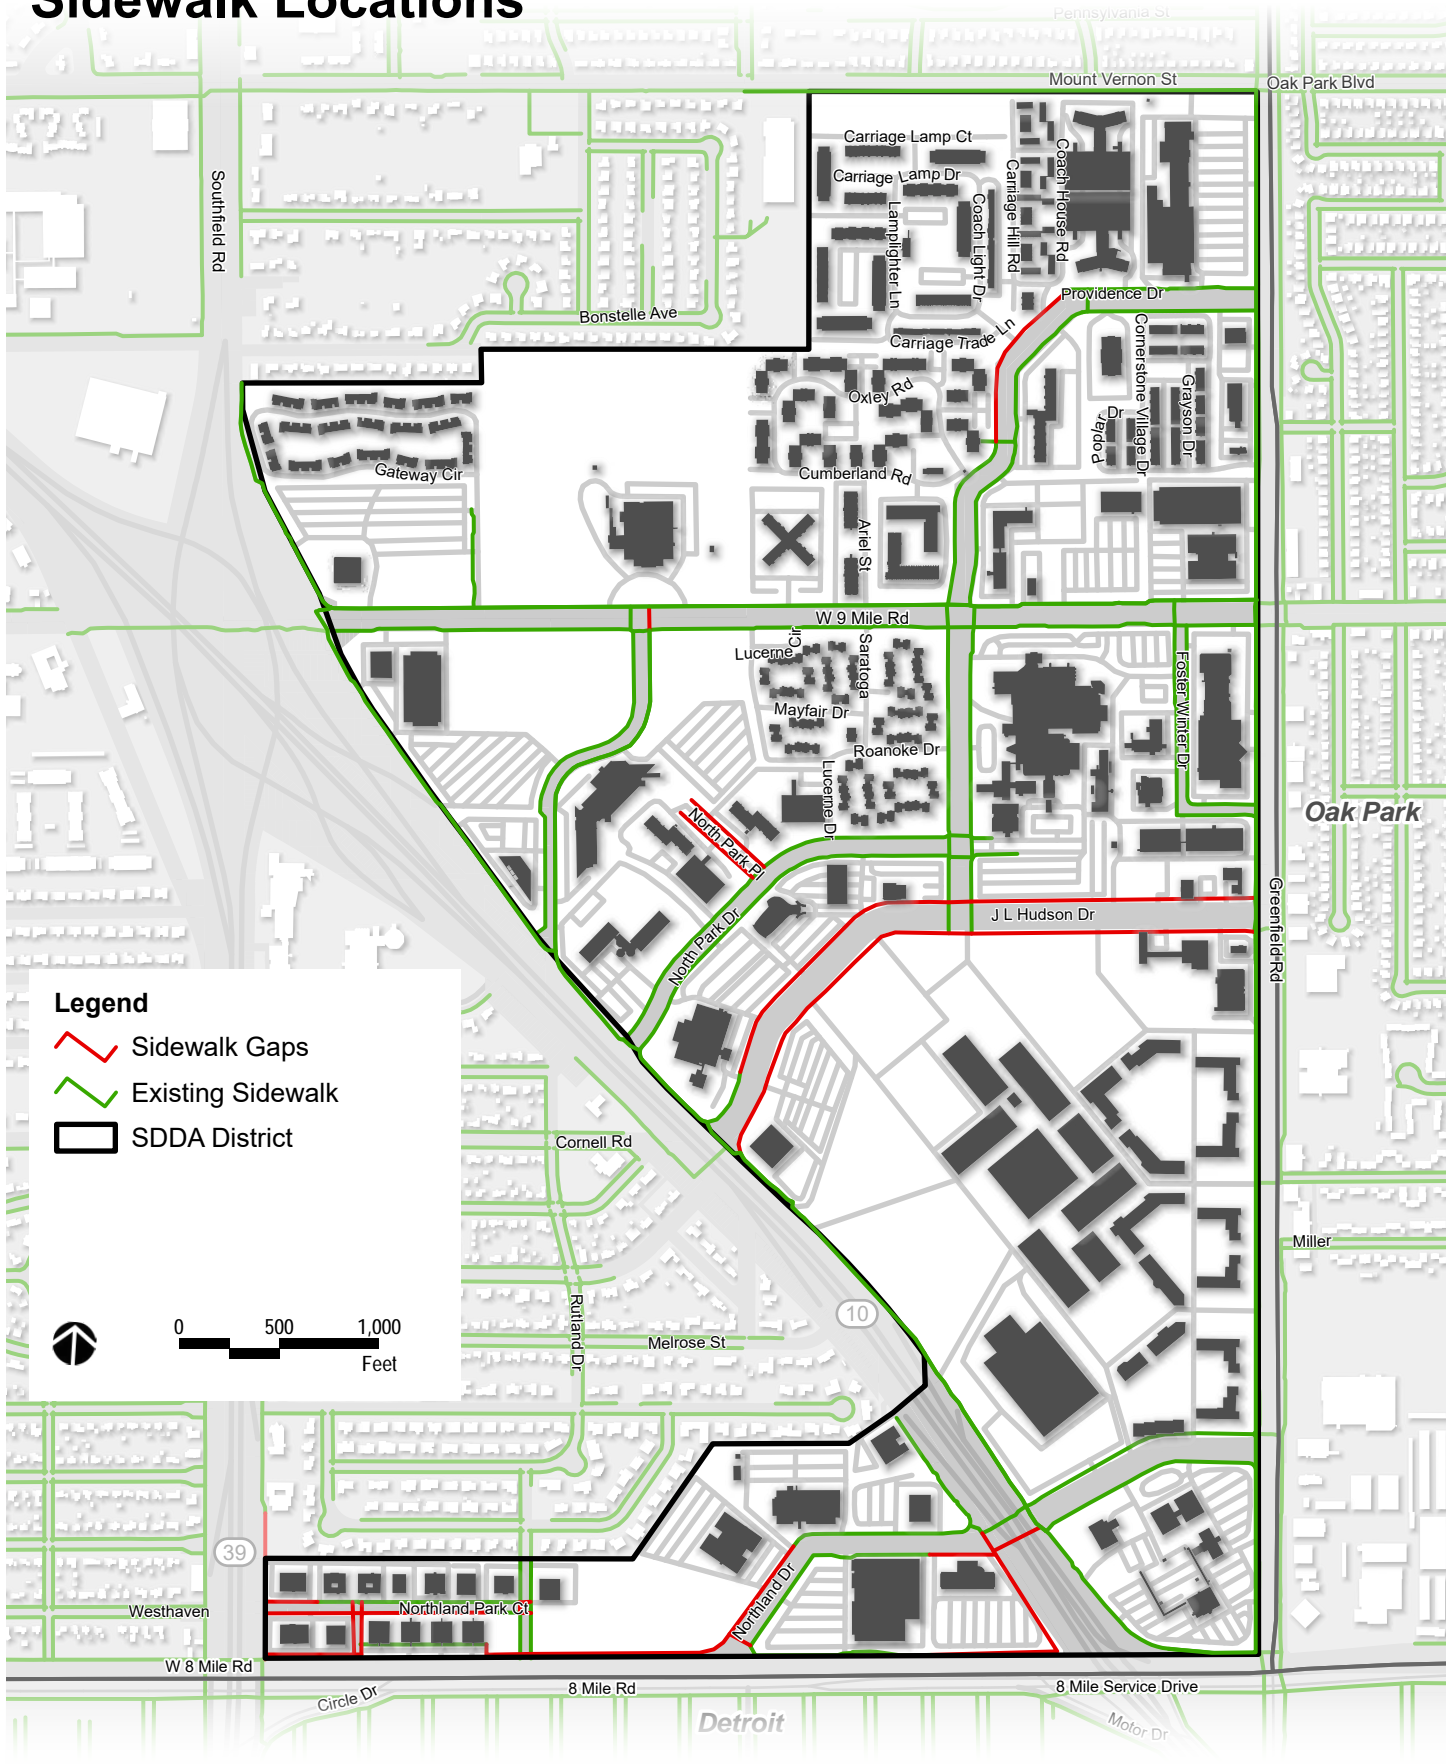 Sidewalk Locations
Pennsylvania St
Mount Vernon St
Oak Park Blvd
Carriage Lamp Ct
Carriage Lamp Dr
Southfield Rd
Lamplighter Ln
Coach Light Dr
Carriage Hill Rd
Coach House Rd
Providence Dr
Bonstelle Ave
Carriage Trade Ln
Cornerstone Village Dr
Grayson Dr
Poplar Dr
Oxley Rd
Gateway Cir
Cumberland Rd
Ariel St
W 9 Mile Rd
Lucerne Cir
Saratoga
Foster Winter Dr
Mayfair Dr
Roanoke Dr
Lucerne Dr
Oak Park
North Park Pl
J L Hudson Dr
Greenfield Rd
North Park Dr
Legend
Sidewalk Gaps
Existing Sidewalk
SDDA District
Cornell Rd
Miller
10
Rutland Dr
0 500 1,000
Feet
Melrose St
39
Northland Dr
Westhaven
Northland Park Ct
W 8 Mile Rd
Circle Dr
8 Mile Rd
8 Mile Service Drive
Detroit
Motor Dr